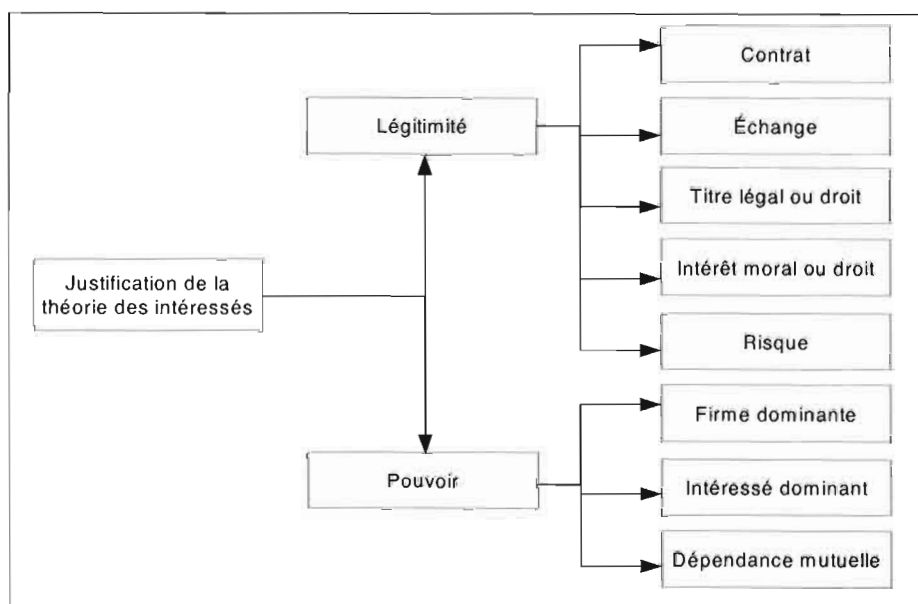 Contrat
Légitimité
Échange
Titre légal ou droit
Justification de la
théorie des intéressés
Intérêt moral ou droit
Risque
Firme dominante
Pouvoir
Intéressé dominant
Dépendance mutuelle